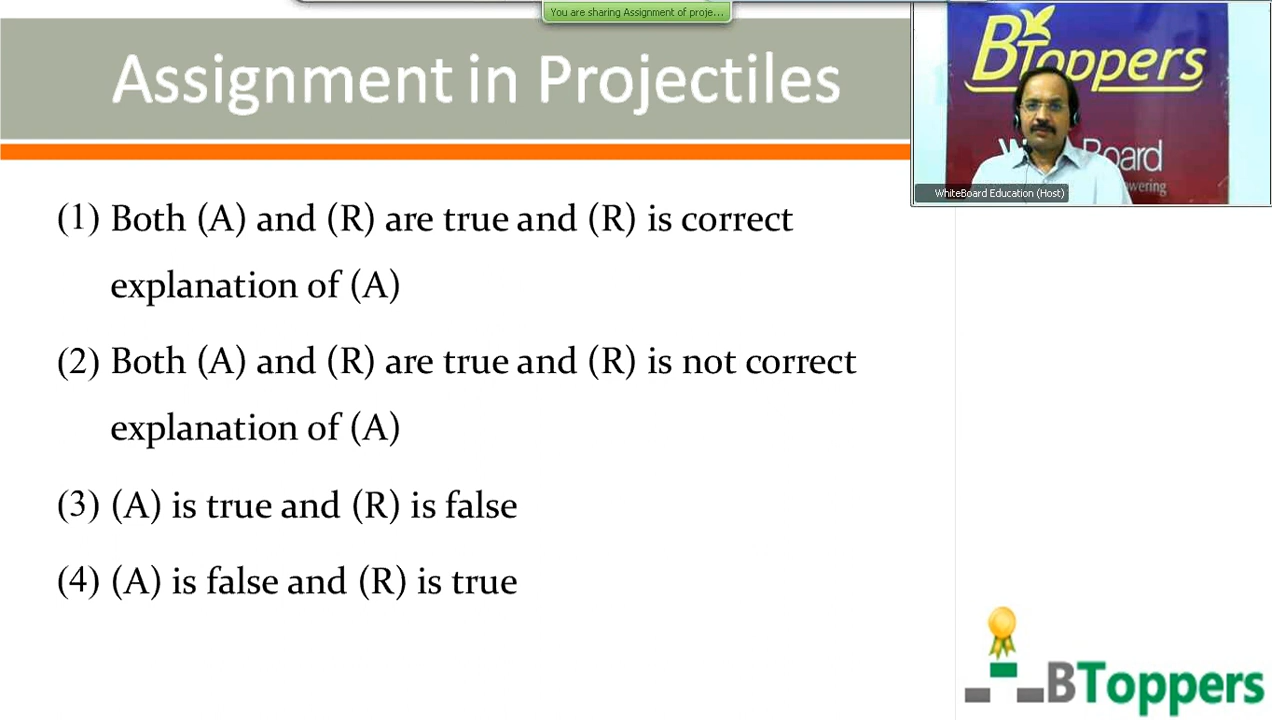 You are sharing Assignment of proje...
Assignment in Projectiles
BToppers
Board
WhiteBoard Education (Host)
(1) Both (A) and (R) are true and (R) is correct
explanation of (A)
(2) Both (A) and (R) are true and (R) is not correct
explanation of (A)
(3) (A) is true and (R) is false
(4) (A) is false and (R) is true
BToppers